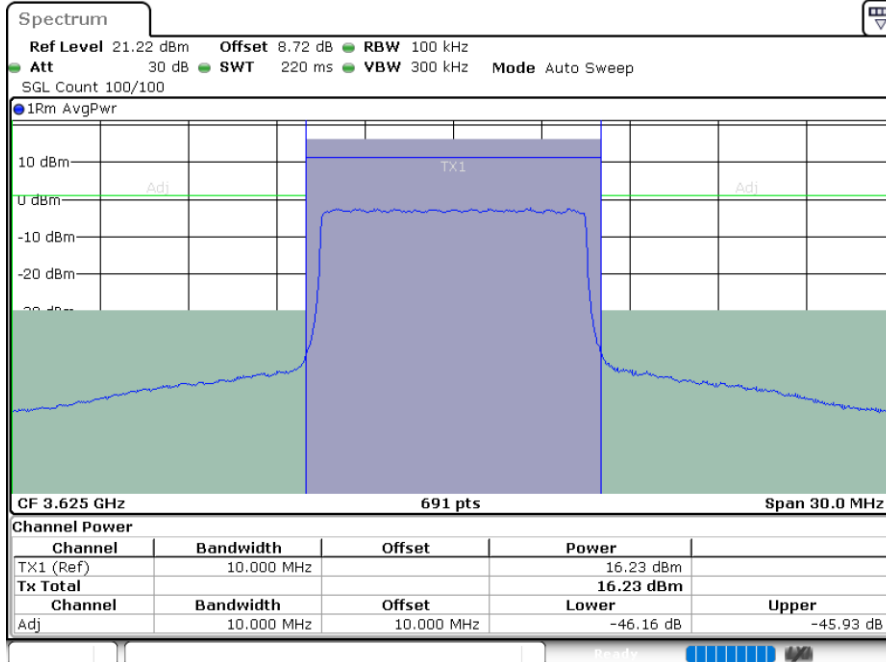 Spectrum
Ref Level 21.22 dBm Offset 8.72 dB RBW 100 kHz
Att 30 dB SWT 220 ms VBW 300 kHz Mode Auto Sweep
SGL Count 100/100
1Rm AvgPwr
10 dBm
TX1
Adj Adj
0 dBm
-10 dBm
-20 dBm
CF 3.625 GHz 691 pts Span 30.0 MHz
Channel Power
Channel Bandwidth Offset Power
TX1 (Ref) 10.000 MHz 16.23 dBm
Tx Total 16.23 dBm
Channel Bandwidth Offset Lower Upper
Adj 10.000 MHz 10.000 MHz -46.16 dB -45.93 dB
Ready